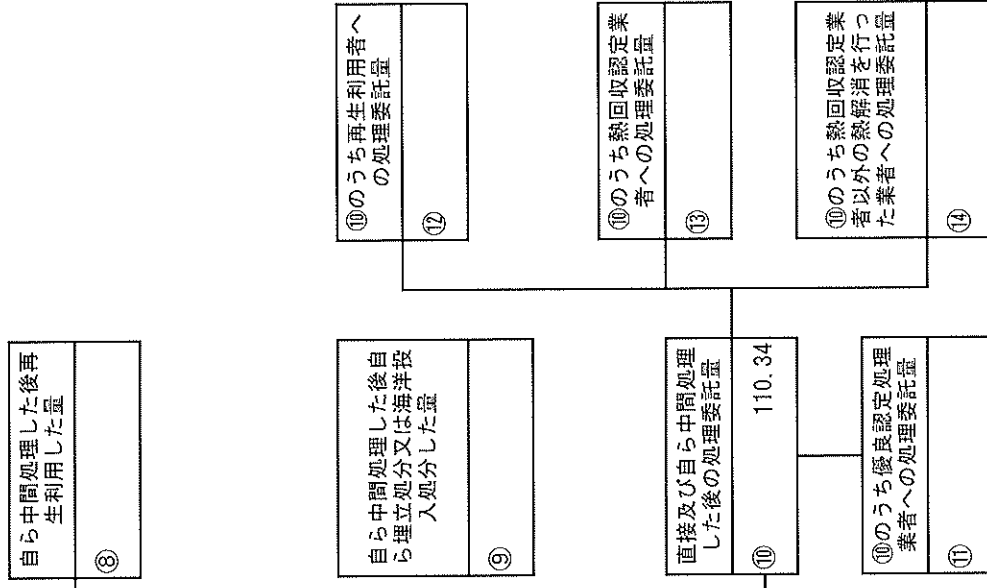 自ら中間処理した後再
生利用した量
⑧
自ら中間処理した後自
ら埋立処分又は海洋投
入処分した量
⑨
直接及び自ら中間処理
した後の処理委託量
⑩ 110.34
⑩のうち優良認定処理
業者への処理委託量
⑪
⑩のうち再生利用者へ
の処理委託量
⑫
⑩のうち熱回収認定業
者への処理委託量
⑬
⑩のうち熱回収認定業
者以外の熱解消を行っ
た業者への処理委託量
⑭